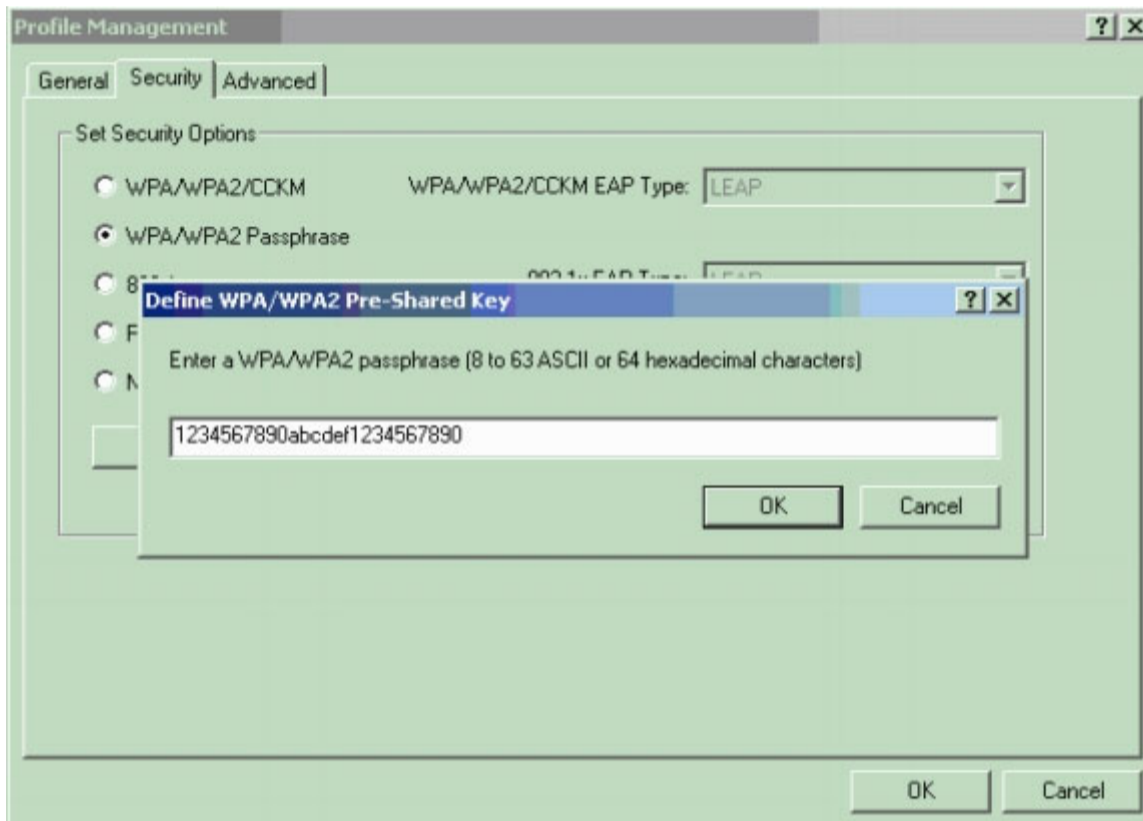 Profile Management
General Security Advanced
Set Security Options
WPA/WPA2/CCKM WPA/WPA2/CCKM EAP Type: LEAP
WPA/WPA2 Passphrase
Define WPA/WPA2 Pre-Shared Key
Enter a WPA/WPA2 passphrase (8 to 63 ASCII or 64 hexadecimal characters)
1234567890abcdef1234567890
OK Cancel
OK Cancel